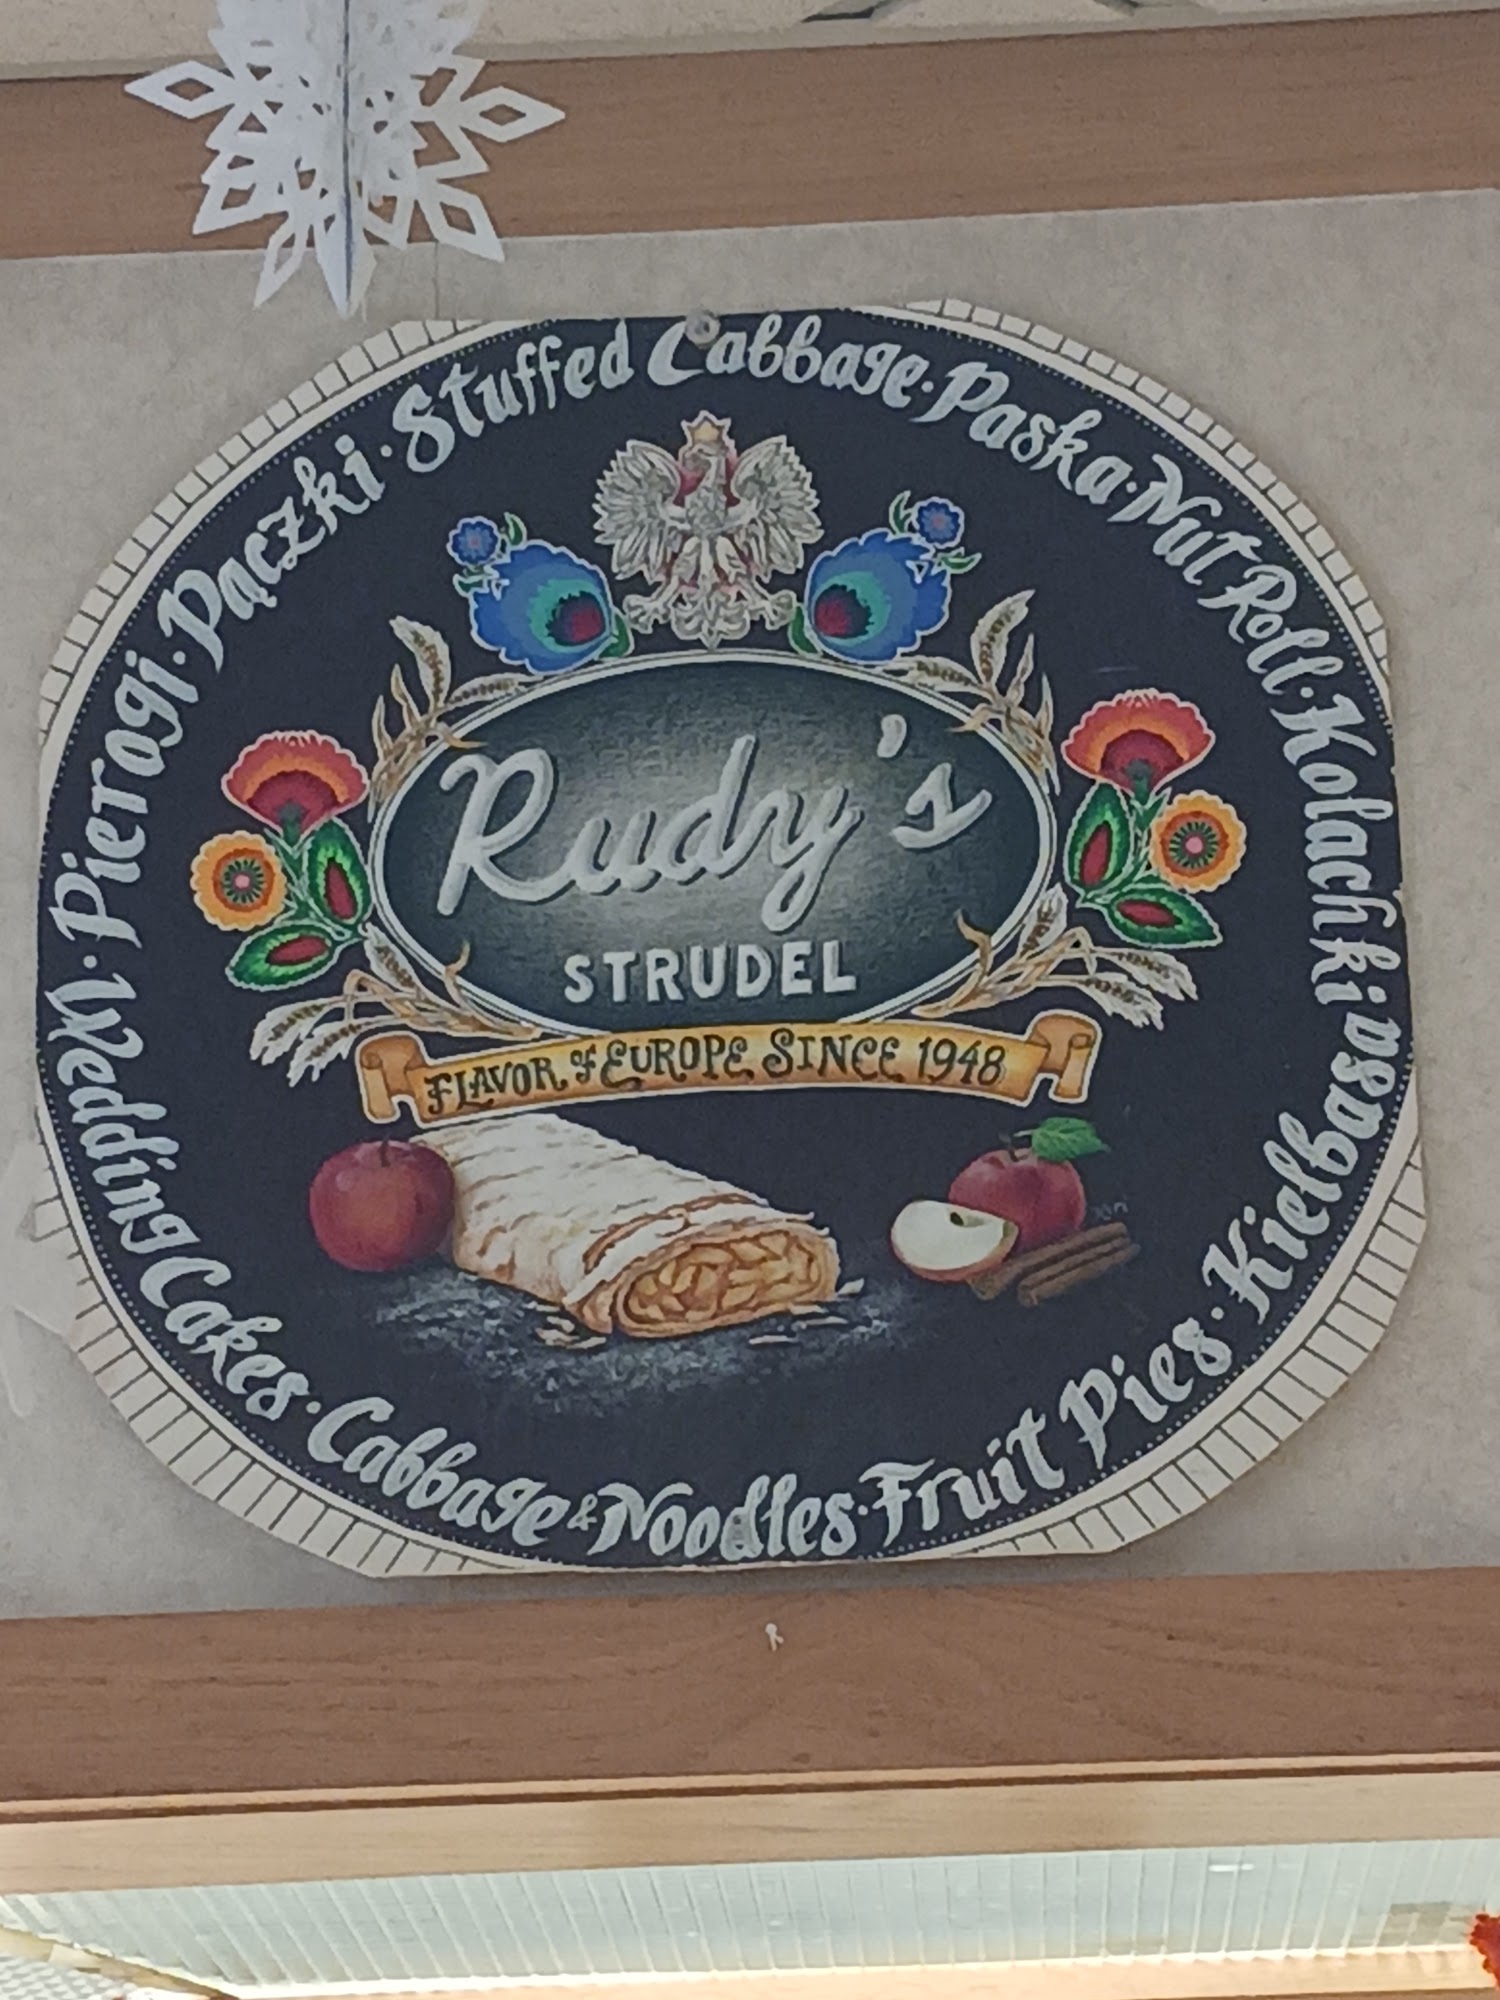 Stuffed Cabbage · Paska · Nut Roll · Kolachki · Kielbasa · Fruit Pies · Cabbage & Noodles · Wedding Cakes · Pierogi · Pączki ·
Rudy's
STRUDEL
FLAVOR of EUROPE SINCE 1948